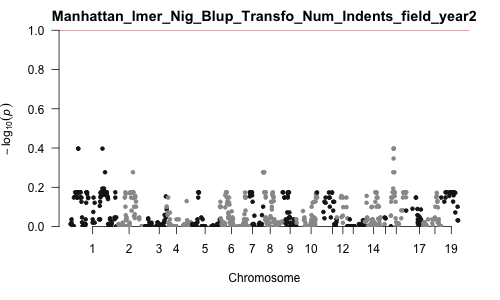 Manhattan_lmer_Nig_Blup_Transfo_Num_Indents_field_year2
1.0
0.8
0.6
0.4
0.2
0.0
− log10(p)
1 2 3 4 5 6 7 8 9 10 12 14 17 19
Chromosome